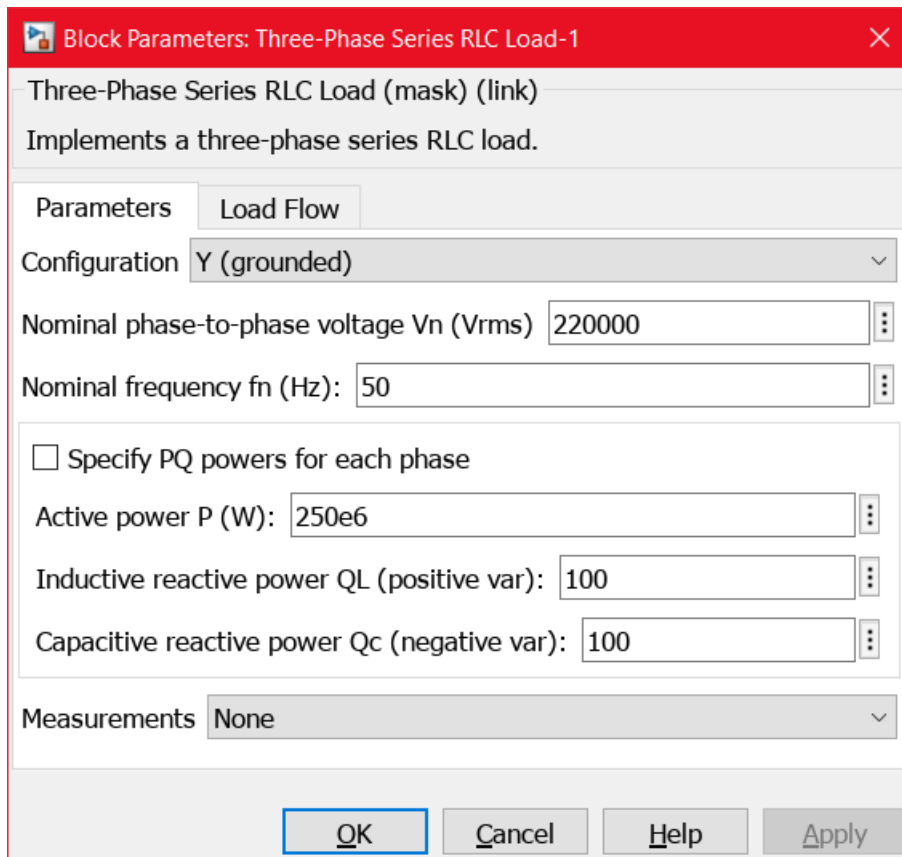 Block Parameters: Three-Phase Series RLC Load-1
Three-Phase Series RLC Load (mask) (link)
Implements a three-phase series RLC load.
Parameters Load Flow
Configuration Y (grounded)
Nominal phase-to-phase voltage Vn (Vrms) 220000
Nominal frequency fn (Hz): 50
Specify PQ powers for each phase
Active power P (W): 250e6
Inductive reactive power QL (positive var): 100
Capacitive reactive power Qc (negative var): 100
Measurements None
OK Cancel Help Apply